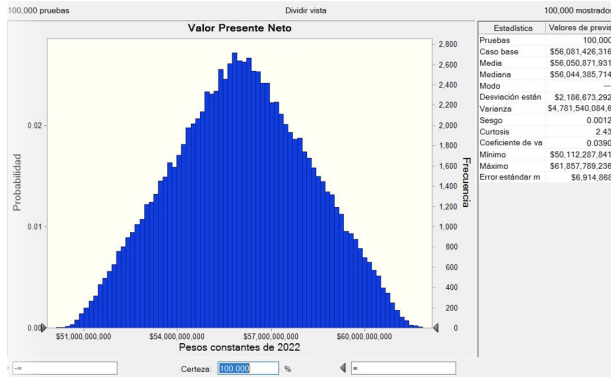 100,000 pruebas
Dividir vista
100,000 mostrados
Valor Presente Neto
Probabilidad
0.02
0.01
0.00
2,800
2,600
2,400
2,200
2,000
1,800
1,600
1,400
1,200
1,000
800
600
400
200
0
Frecuencia
$51,000,000,000
$54,000,000,000
$57,000,000,000
$60,000,000,000
Pesos constantes de 2022
-∞
Certeza: 100.000 %
∞
Estadística Valores de previs
Pruebas 100,000
Caso base $56,081,426,316
Media $56,050,871,931
Mediana $56,044,385,714
Modo ---
Desviación están $2,186,673,292
Varianza $4,781,540,084,6
Sesgo 0.0012
Curtosis 2.43
Coeficiente de va 0.0390
Mínimo $50,112,287,841
Máximo $61,857,789,236
Error estándar m $6,914,868